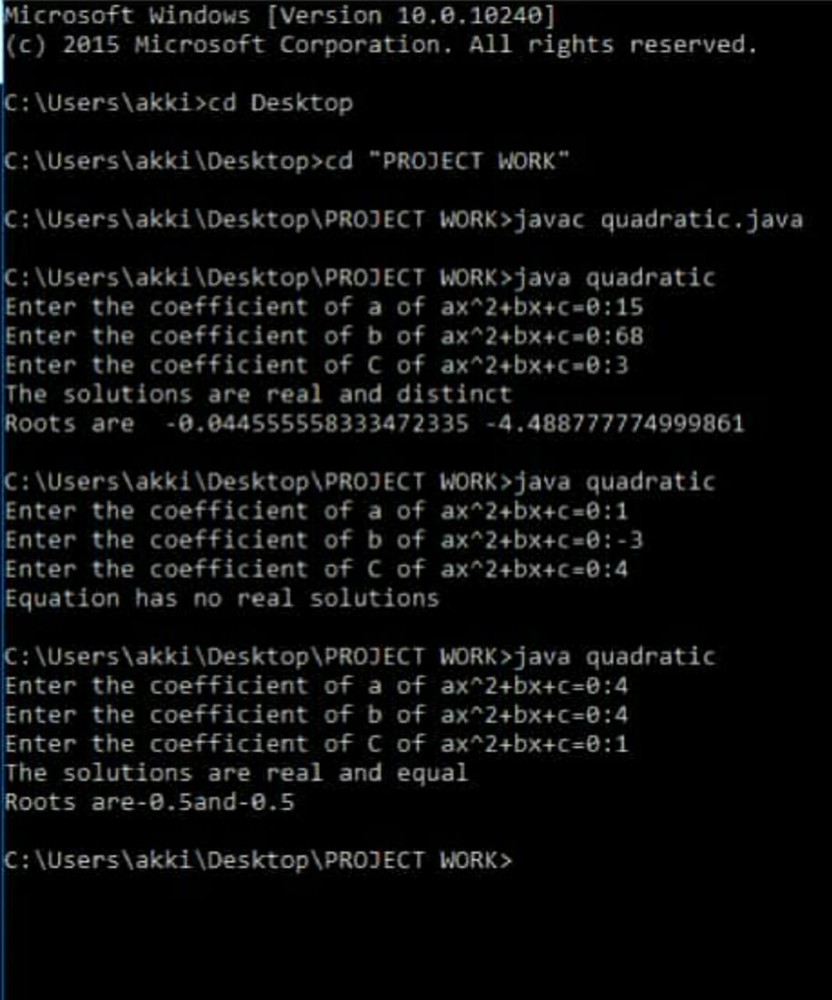 Microsoft Windows [Version 10.0.10240]
(c) 2015 Microsoft Corporation. All rights reserved.
C:\Users\akki>cd Desktop
C:\Users\akki\Desktop>cd "PROJECT WORK"
C:\Users\akki\Desktop\PROJECT WORK>javac quadratic.java
C:\Users\akki\Desktop\PROJECT WORK>java quadratic
Enter the coefficient of a of ax^2+bx+c=0:15
Enter the coefficient of b of ax^2+bx+c=0:68
Enter the coefficient of C of ax^2+bx+c=0:3
The solutions are real and distinct
Roots are  -0.044555558333472335 -4.488777774999861
C:\Users\akki\Desktop\PROJECT WORK>java quadratic
Enter the coefficient of a of ax^2+bx+c=0:1
Enter the coefficient of b of ax^2+bx+c=0:-3
Enter the coefficient of C of ax^2+bx+c=0:4
Equation has no real solutions
C:\Users\akki\Desktop\PROJECT WORK>java quadratic
Enter the coefficient of a of ax^2+bx+c=0:4
Enter the coefficient of b of ax^2+bx+c=0:4
Enter the coefficient of C of ax^2+bx+c=0:1
The solutions are real and equal
Roots are-0.5and-0.5
C:\Users\akki\Desktop\PROJECT WORK>